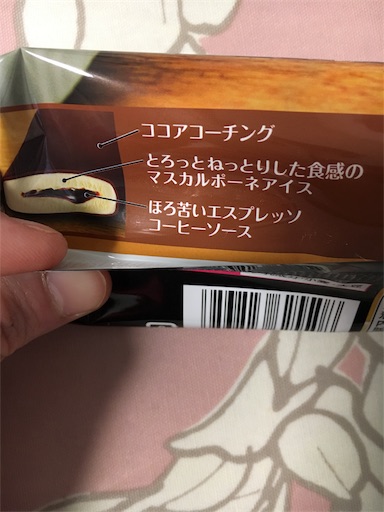 ココアコーチング
とろっとねっとりした食感の
マスカルポーネアイス
ほろ苦いエスプレッソ
コーヒーソース